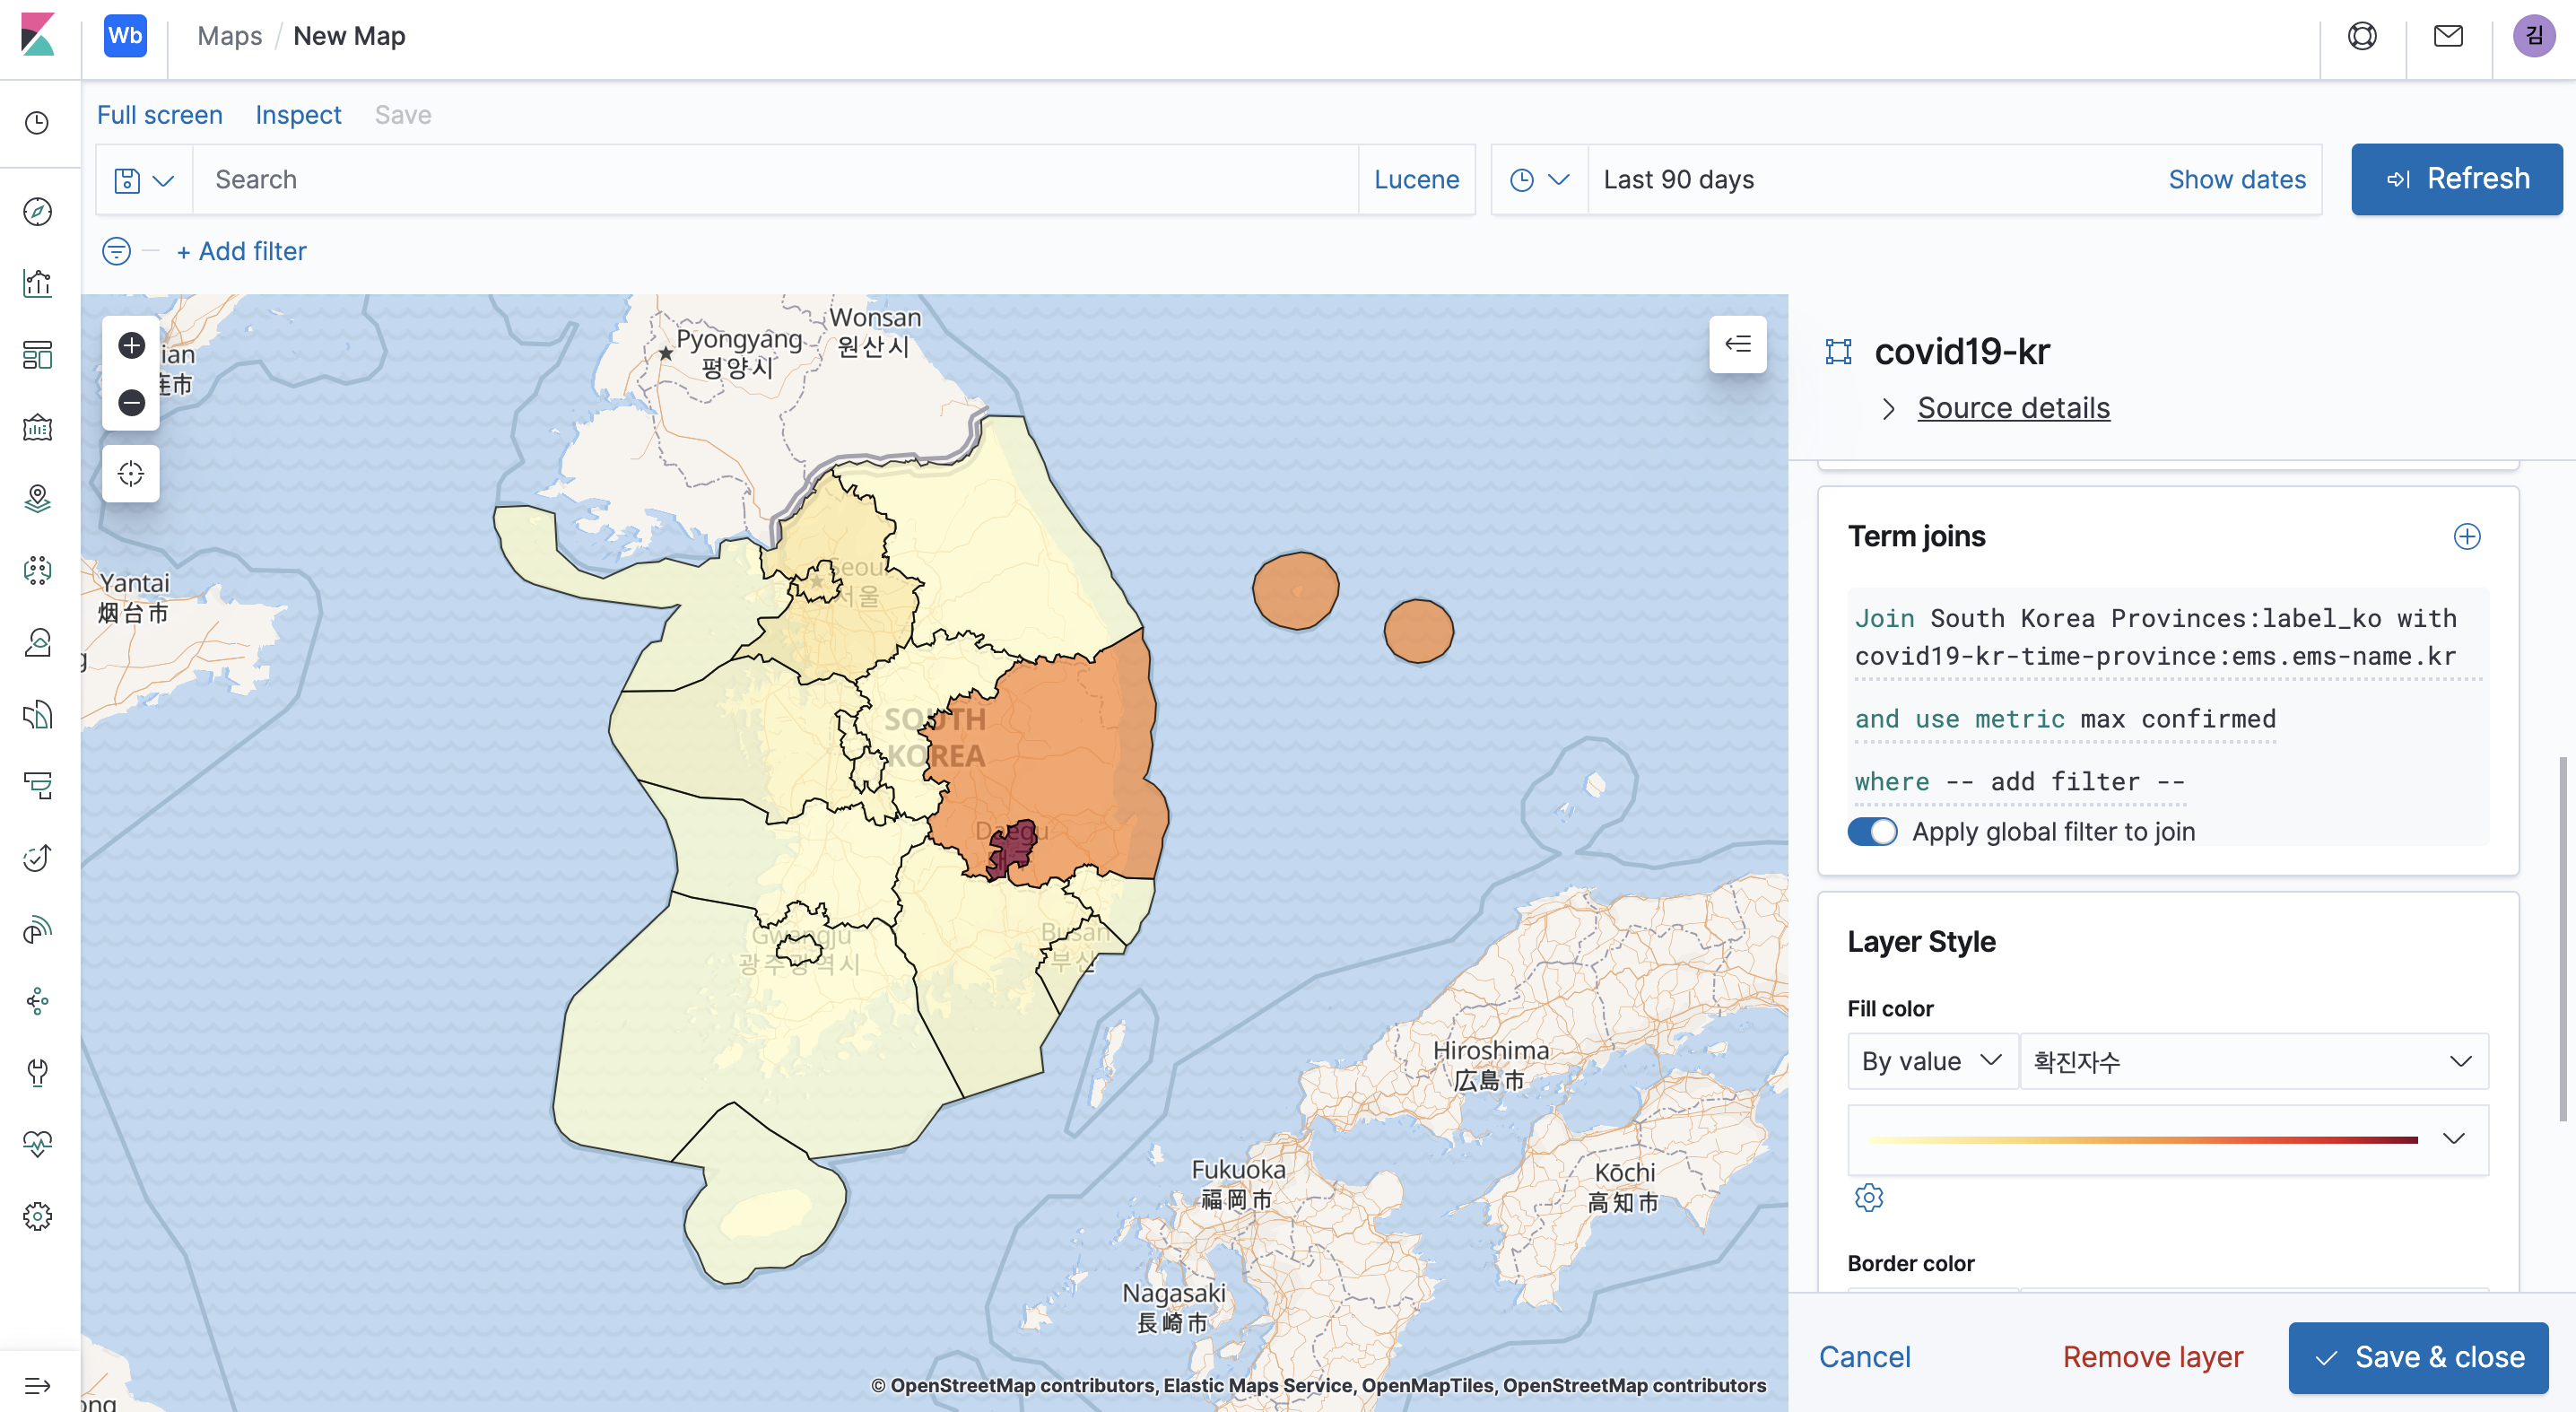 Wb
Maps / New Map
김
Full screen
Inspect
Save
Search
Lucene
Last 90 days
Show dates
Refresh
+ Add filter
Wonsan
원산시
Pyongyang
평양시
ian
连市
Yantai
烟台市
Seoul
서울
SOUTH
KOREA
Daegu
Gwangju
광주광역시
Busan
부산
Hiroshima
広島市
Fukuoka
福岡市
Kōchi
高知市
Nagasaki
長崎市
ong
© OpenStreetMap contributors, Elastic Maps Service, OpenMapTiles, OpenStreetMap contributors
covid19-kr
Source details
Term joins
Join South Korea Provinces:label_ko with
covid19-kr-time-province:ems.ems-name.kr
and use metric max confirmed
where -- add filter --
Apply global filter to join
Layer Style
Fill color
By value
확진자수
Border color
Cancel
Remove layer
Save & close